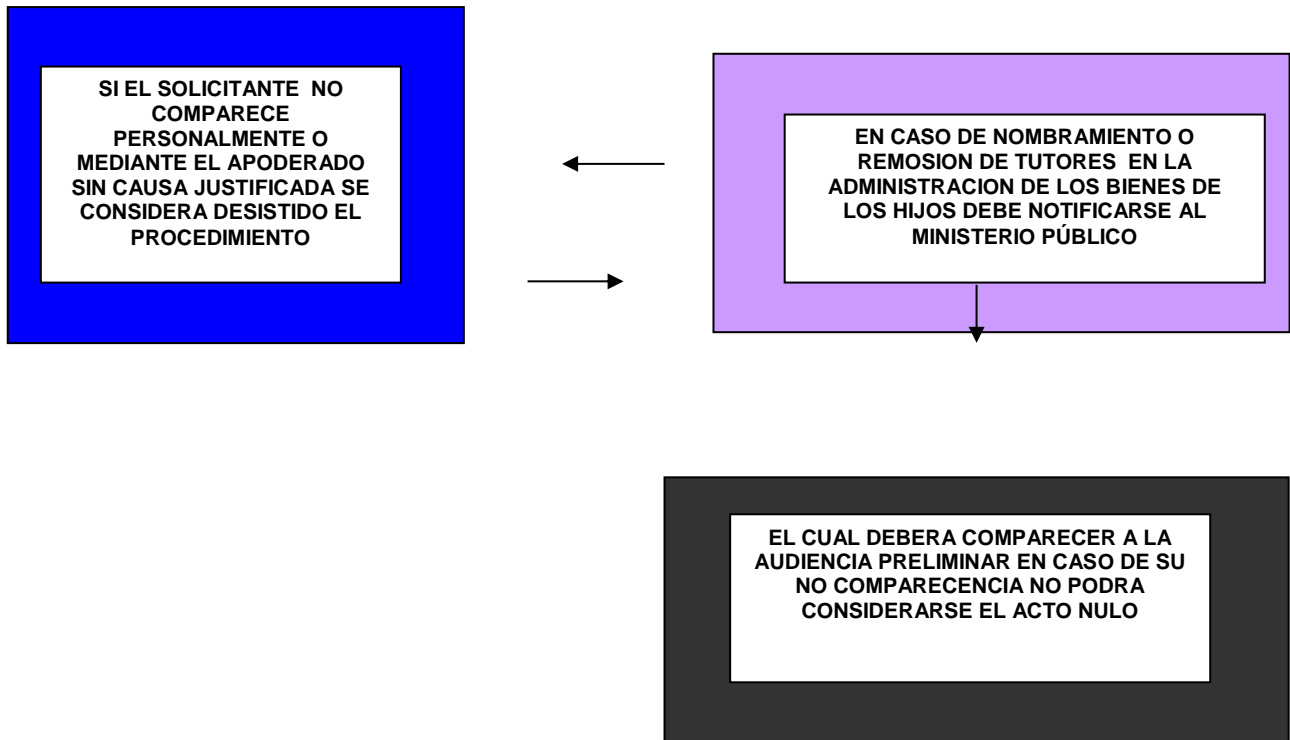 SI EL SOLICITANTE NO
COMPARECE
PERSONALMENTE O
MEDIANTE EL APODERADO
SIN CAUSA JUSTIFICADA SE
CONSIDERA DESISTIDO EL
PROCEDIMIENTO
EN CASO DE NOMBRAMIENTO O
REMOSION DE TUTORES EN LA
ADMINISTRACION DE LOS BIENES DE
LOS HIJOS DEBE NOTIFICARSE AL
MINISTERIO PÚBLICO
EL CUAL DEBERA COMPARECER A LA
AUDIENCIA PRELIMINAR EN CASO DE SU
NO COMPARECENCIA NO PODRA
CONSIDERARSE EL ACTO NULO